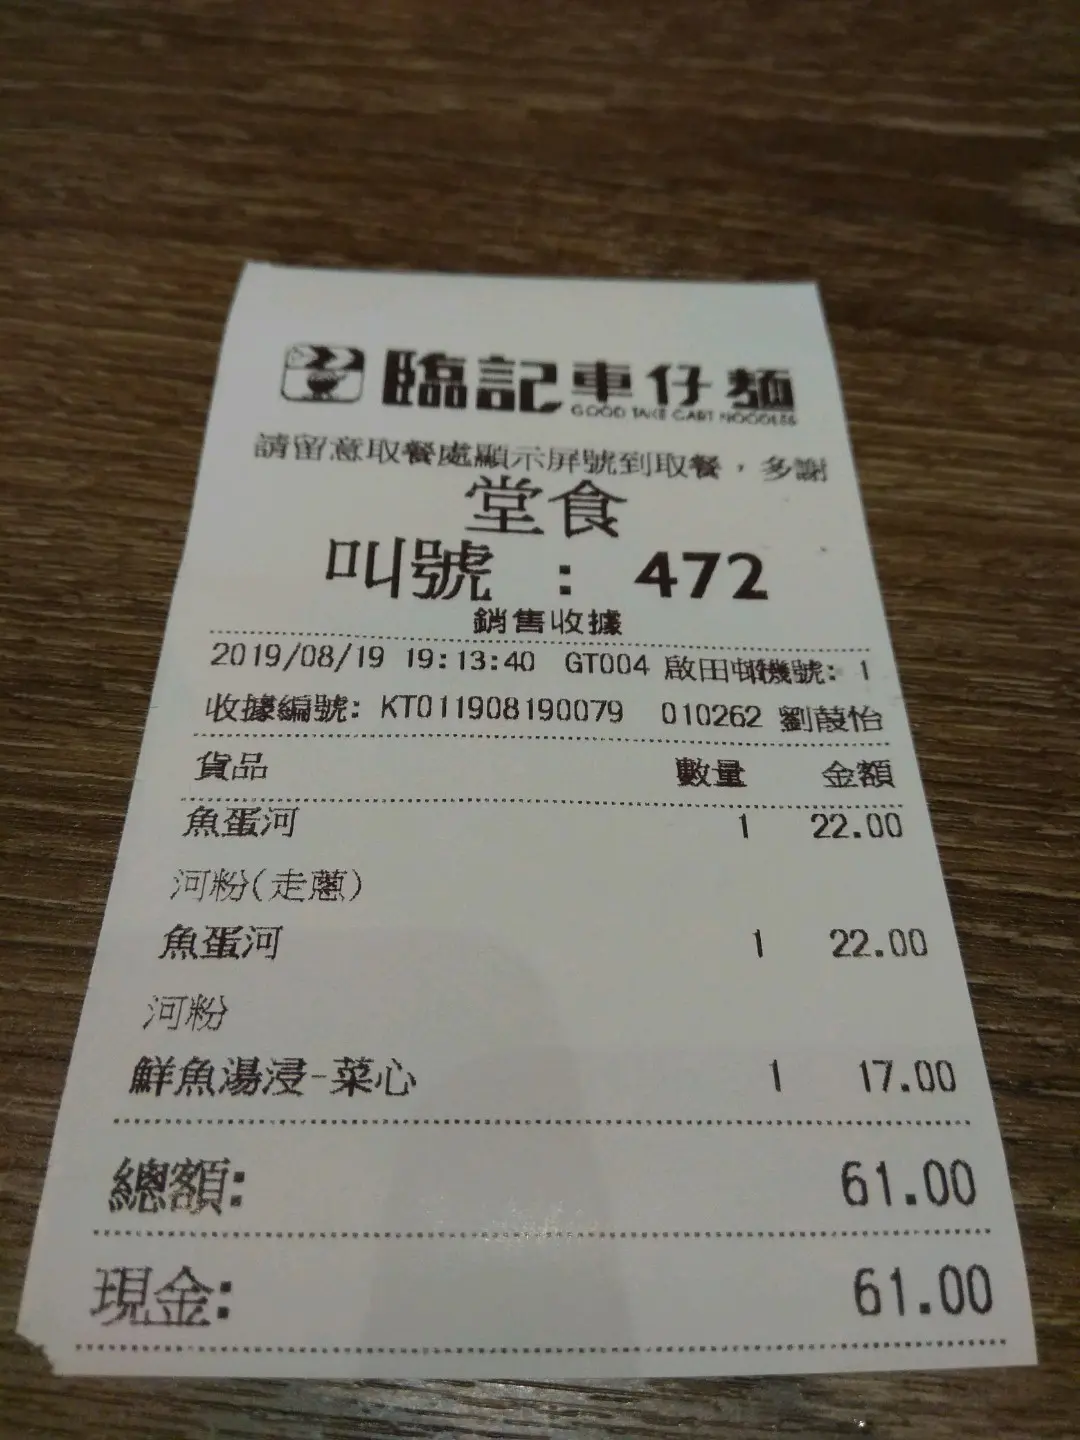 臨記車仔麵
GOOD TAKE CART NOODLES
請留意取餐處顯示屏號到取餐，多謝
堂食
叫號 : 472
銷售收據
2019/08/19 19:13:40 GT004 啟田頓機號: 1
收據編號: KT011908190079 010262 劉葭怡
貨品 數量 金額
魚蛋河 1 22.00
河粉(走蔥)
魚蛋河 1 22.00
河粉
鮮魚湯浸-菜心 1 17.00
總額: 61.00
現金: 61.00